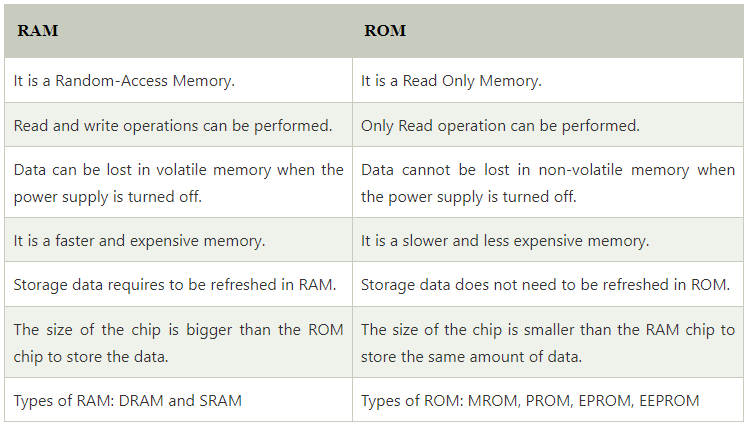 RAM
ROM
It is a Random-Access Memory.
It is a Read Only Memory.
Read and write operations can be performed.
Only Read operation can be performed.
Data can be lost in volatile memory when the
power supply is turned off.
Data cannot be lost in non-volatile memory when
the power supply is turned off.
It is a faster and expensive memory.
It is a slower and less expensive memory.
Storage data requires to be refreshed in RAM.
Storage data does not need to be refreshed in ROM.
The size of the chip is bigger than the ROM
chip to store the data.
The size of the chip is smaller than the RAM chip to
store the same amount of data.
Types of RAM: DRAM and SRAM
Types of ROM: MROM, PROM, EPROM, EEPROM